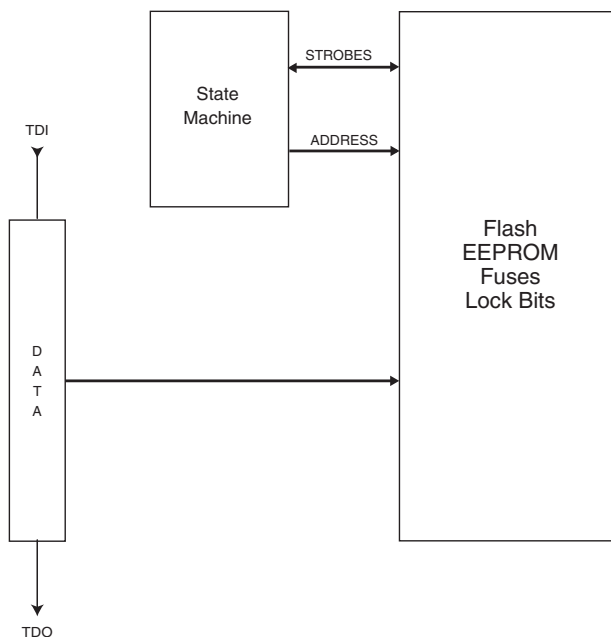 STROBES
State
Machine
ADDRESS
TDI
Flash
EEPROM
Fuses
Lock Bits
D
A
T
A
TDO